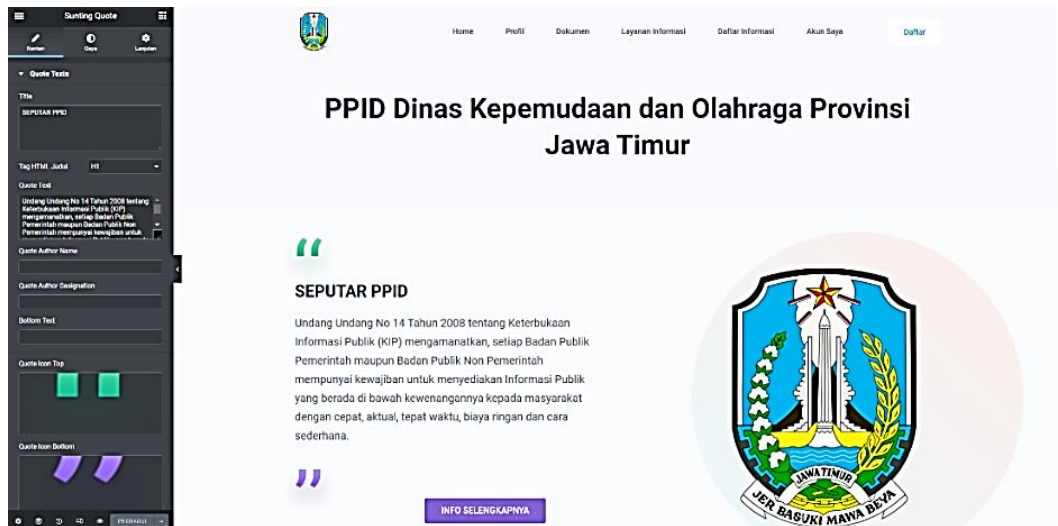 Sunting Quote
Konten
Gaya
Lanjutan
Quote Texts
Title
SEPUTAR PPID
Tag HTML Judul
H1
Quote Text
Undang Undang No 14 Tahun 2008 tentang
Keterbukaan Informasi Publik (KIP)
mengamanatkan, setiap Badan Publik
Pemerintah maupun Badan Publik Non
Pemerintah mempunyai kewajiban untuk
Quote Author Name
Quote Author Designation
Bottom Text
Quote Icon Top
Quote Icon Bottom
PERBARUI
Home
Profil
Dokumen
Layanan Informasi
Daftar Informasi
Akun Saya
Daftar
PPID Dinas Kepemudaan dan Olahraga Provinsi
Jawa Timur
SEPUTAR PPID
Undang Undang No 14 Tahun 2008 tentang Keterbukaan
Informasi Publik (KIP) mengamanatkan, setiap Badan Publik
Pemerintah maupun Badan Publik Non Pemerintah
mempunyai kewajiban untuk menyediakan Informasi Publik
yang berada di bawah kewenangannya kepada masyarakat
dengan cepat, aktual, tepat waktu, biaya ringan dan cara
sederhana.
INFO SELENGKAPNYA
JAWA TIMUR
JER BASUKI MAWA BEYA